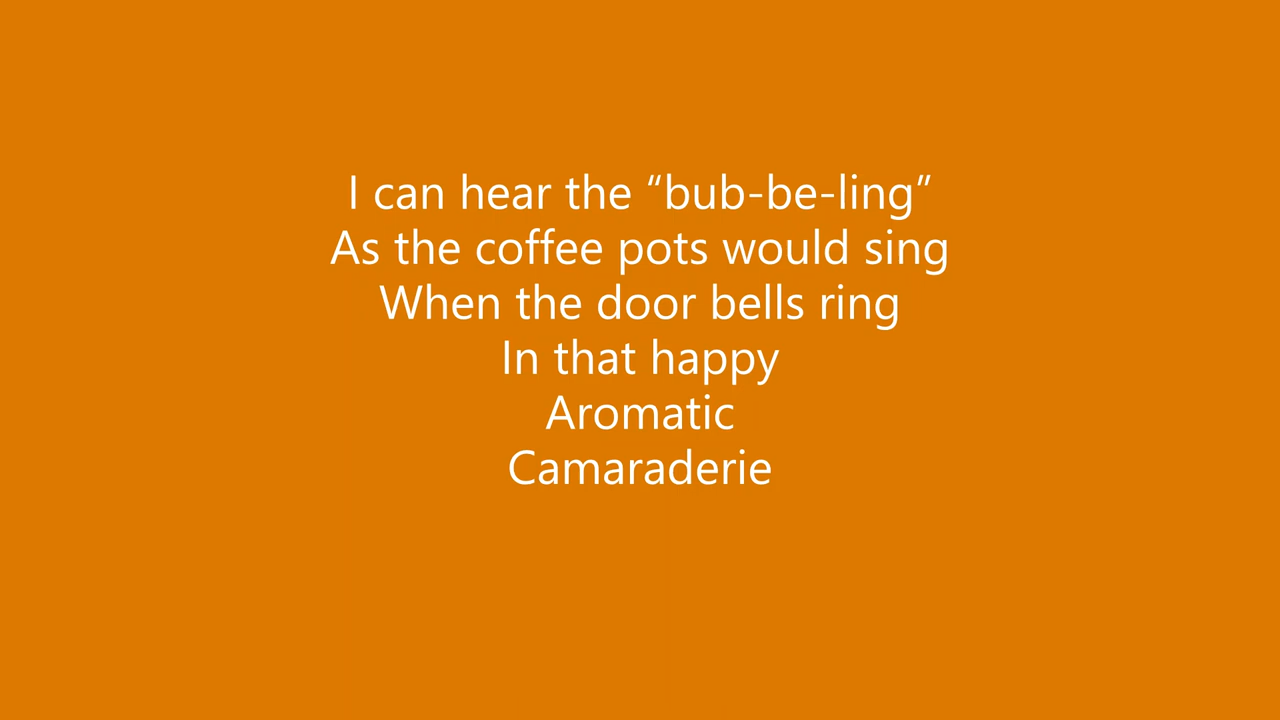 I can hear the “bub-be-ling”
As the coffee pots would sing
When the door bells ring
In that happy
Aromatic
Camaraderie